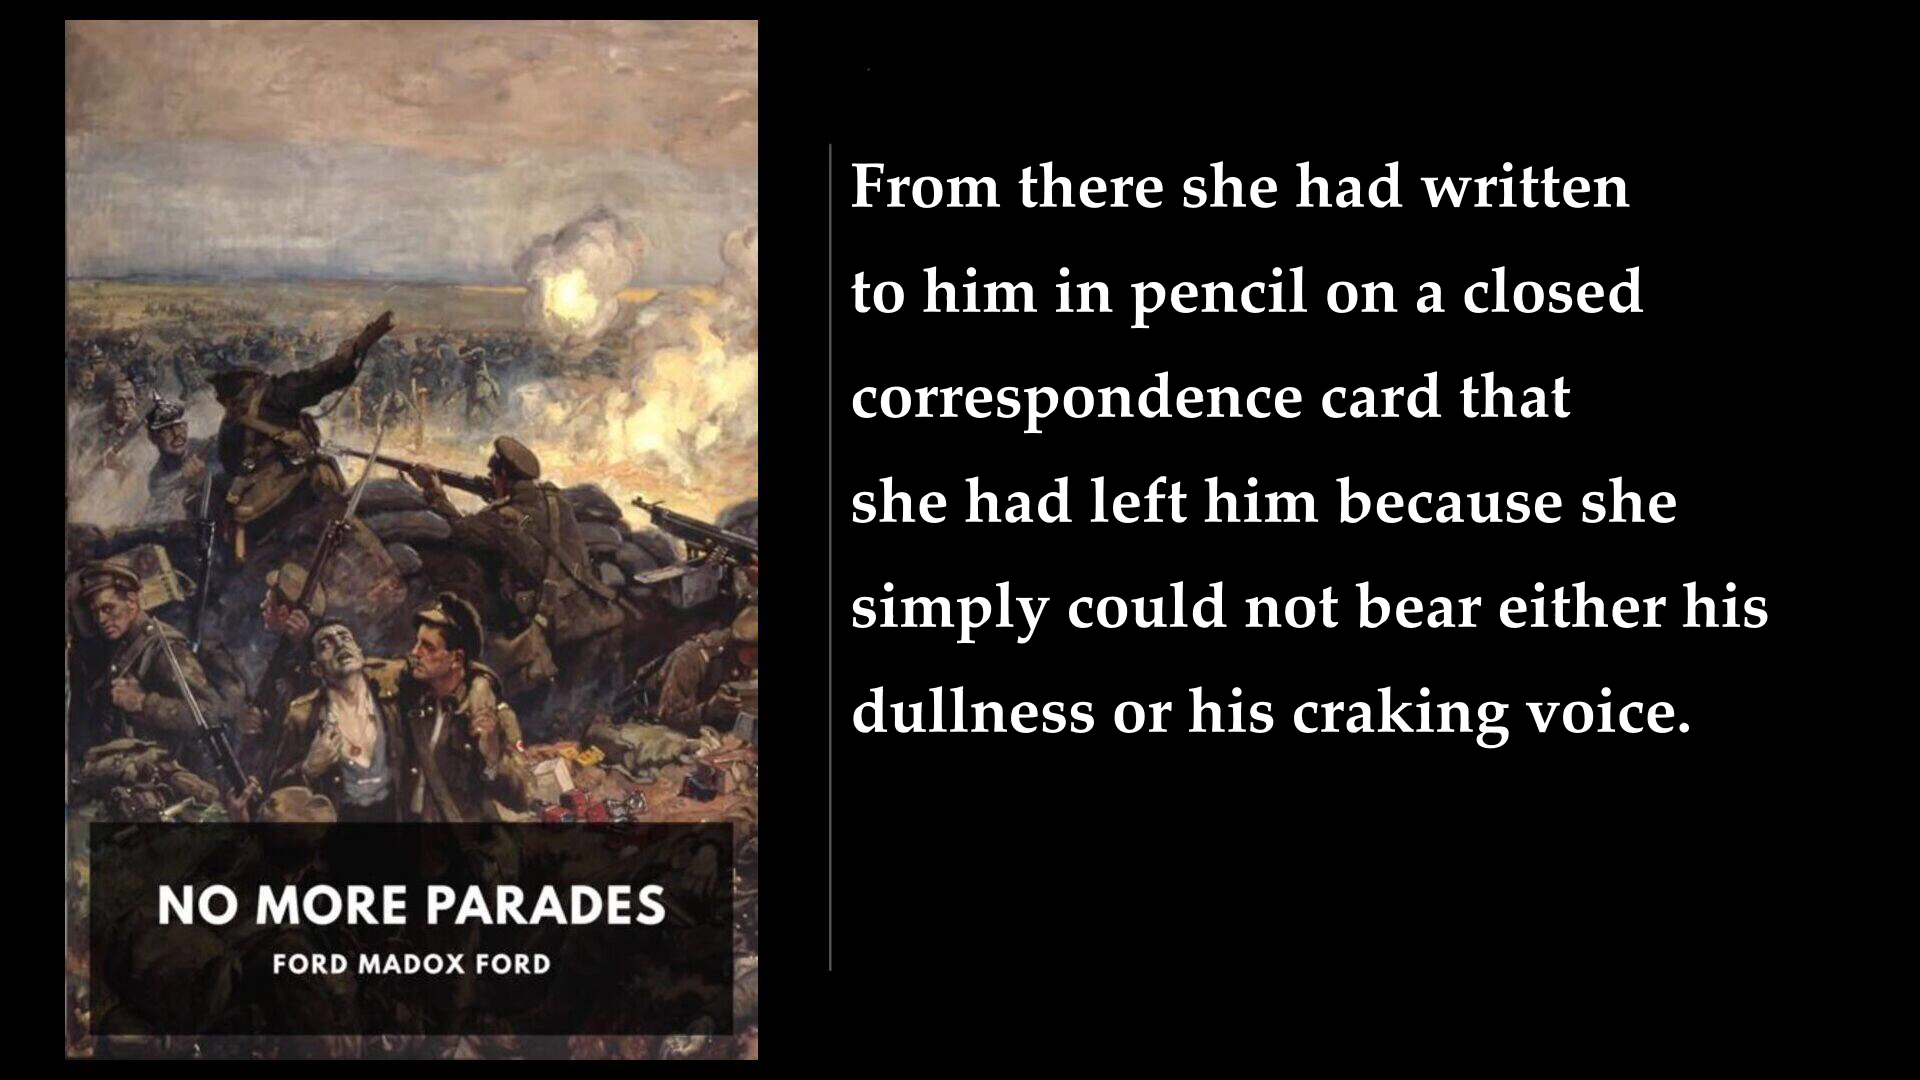 From there she had written
to him in pencil on a closed
correspondence card that
she had left him because she
simply could not bear either his
dullness or his craking voice.
NO MORE PARADES
FORD MADOX FORD